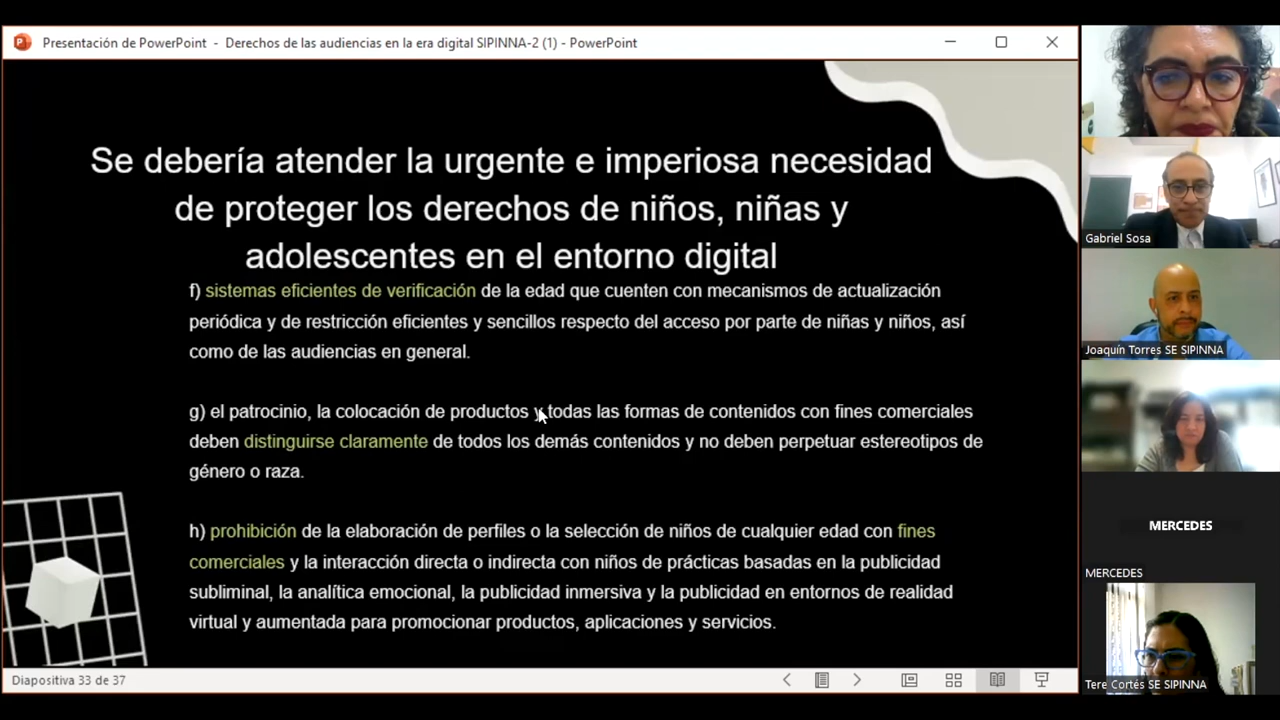 Presentación de PowerPoint - Derechos de las audiencias en la era digital SIPINNA-2 (1) - PowerPoint
Se debería atender la urgente e imperiosa necesidad
de proteger los derechos de niños, niñas y
adolescentes en el entorno digital
f) sistemas eficientes de verificación de la edad que cuenten con mecanismos de actualización
periódica y de restricción eficientes y sencillos respecto del acceso por parte de niñas y niños, así
como de las audiencias en general.
g) el patrocinio, la colocación de productos y todas las formas de contenidos con fines comerciales
deben distinguirse claramente de todos los demás contenidos y no deben perpetuar estereotipos de
género o raza.
h) prohibición de la elaboración de perfiles o la selección de niños de cualquier edad con fines
comerciales y la interacción directa o indirecta con niños de prácticas basadas en la publicidad
subliminal, la analítica emocional, la publicidad inmersiva y la publicidad en entornos de realidad
virtual y aumentada para promocionar productos, aplicaciones y servicios.
Diapositiva 33 de 37
Gabriel Sosa
Joaquín Torres SE SIPINNA
MERCEDES
MERCEDES
Tere Cortés SE SIPINNA